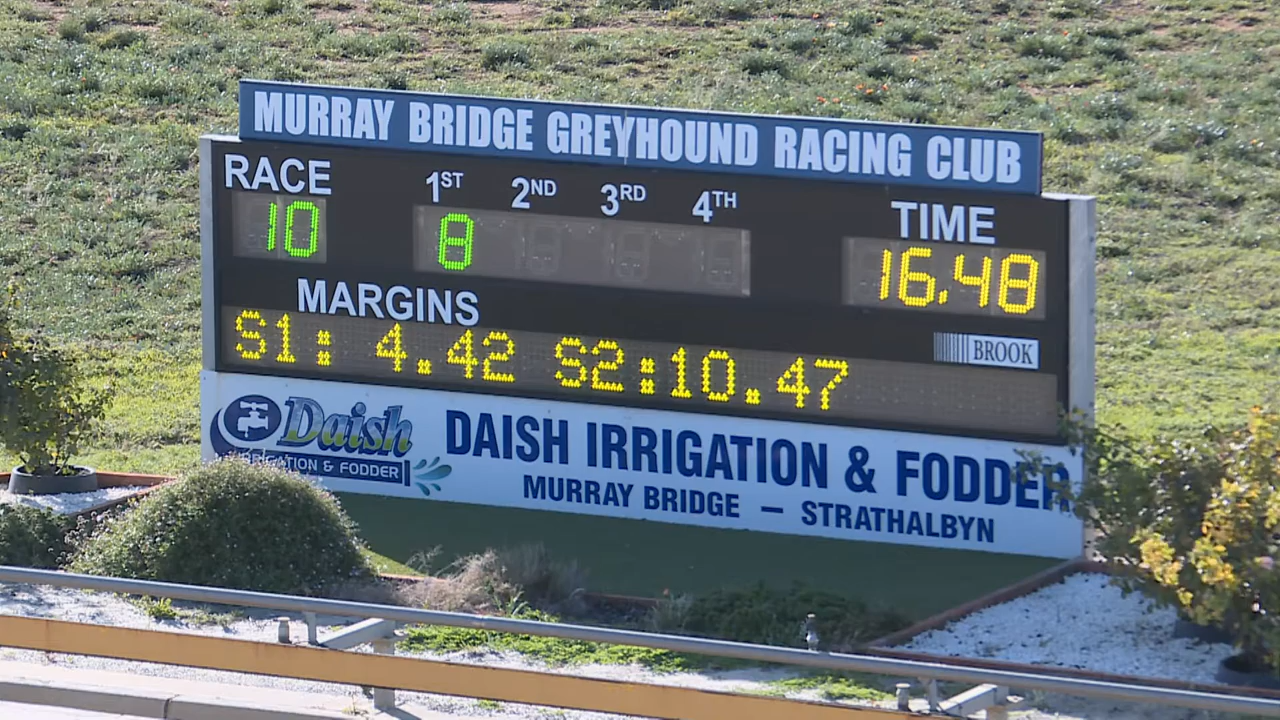 MURRAY BRIDGE GREYHOUND RACING CLUB
RACE 1ST 2ND 3RD 4TH TIME
10 8 16.48
MARGINS
BROOK
S1: 4.42 S2:10.47
Daish
IRRIGATION & FODDER
DAISH IRRIGATION & FODDER
MURRAY BRIDGE – STRATHALBYN